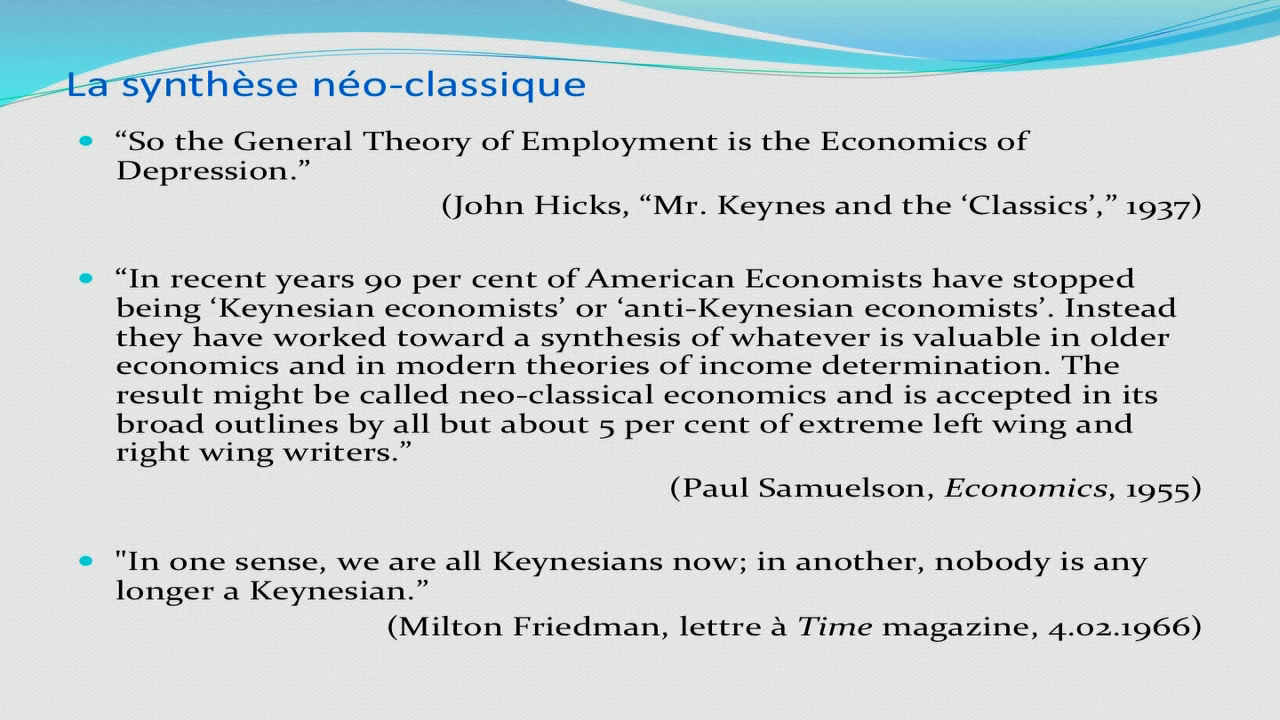 La synthèse néo-classique
• “So the General Theory of Employment is the Economics of
Depression.”
(John Hicks, “Mr. Keynes and the ‘Classics’,” 1937)
• “In recent years 90 per cent of American Economists have stopped
being ‘Keynesian economists’ or ‘anti-Keynesian economists’. Instead
they have worked toward a synthesis of whatever is valuable in older
economics and in modern theories of income determination. The
result might be called neo-classical economics and is accepted in its
broad outlines by all but about 5 per cent of extreme left wing and
right wing writers.”
(Paul Samuelson, Economics, 1955)
• "In one sense, we are all Keynesians now; in another, nobody is any
longer a Keynesian.”
(Milton Friedman, lettre à Time magazine, 4.02.1966)